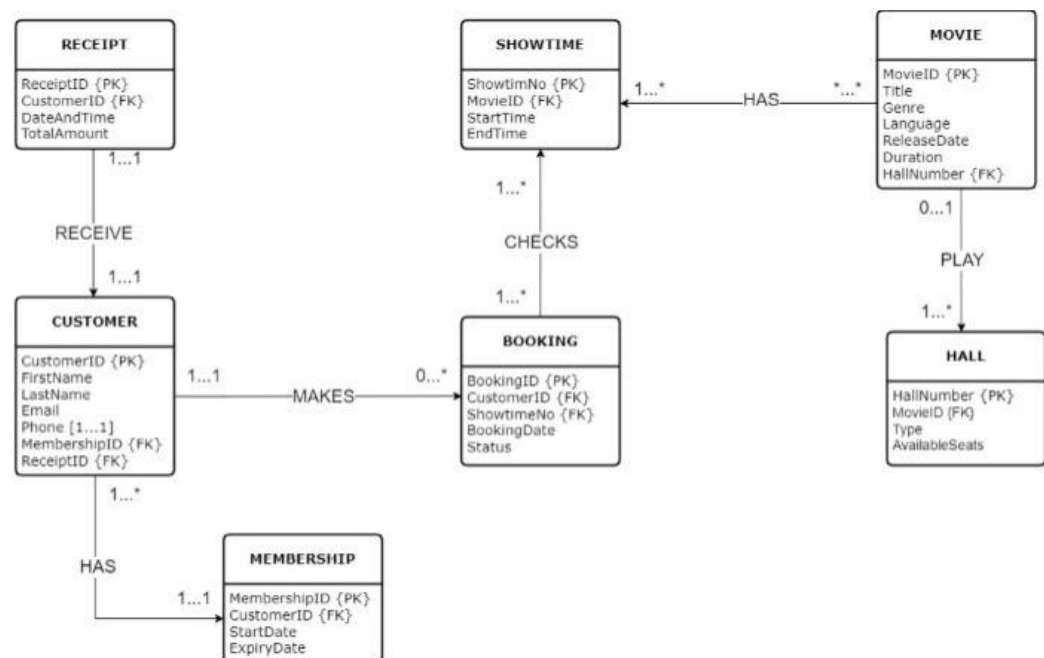 RECEIPT
ReceiptID {PK}
CustomerID {FK}
DateAndTime
TotalAmount
1...1
RECEIVE
1...1
CUSTOMER
CustomerID {PK}
FirstName
LastName
Email
Phone [1...1]
MembershipID {FK}
ReceiptID {FK}
1...*
HAS
1...1
MEMBERSHIP
MembershipID {PK}
CustomerID {FK}
StartDate
ExpiryDate
1...1
MAKES
0...*
BOOKING
BookingID {PK}
CustomerID {FK}
ShowtimeNo {FK}
BookingDate
Status
1...*
CHECKS
1...*
SHOWTIME
ShowtimNo {PK}
MovieID {FK}
StartTime
EndTime
1...*
HAS
*...*
MOVIE
MovieID {PK}
Title
Genre
Language
ReleaseDate
Duration
HallNumber {FK}
0...1
PLAY
1...*
HALL
HallNumber {PK}
MovieID {FK}
Type
AvailableSeats